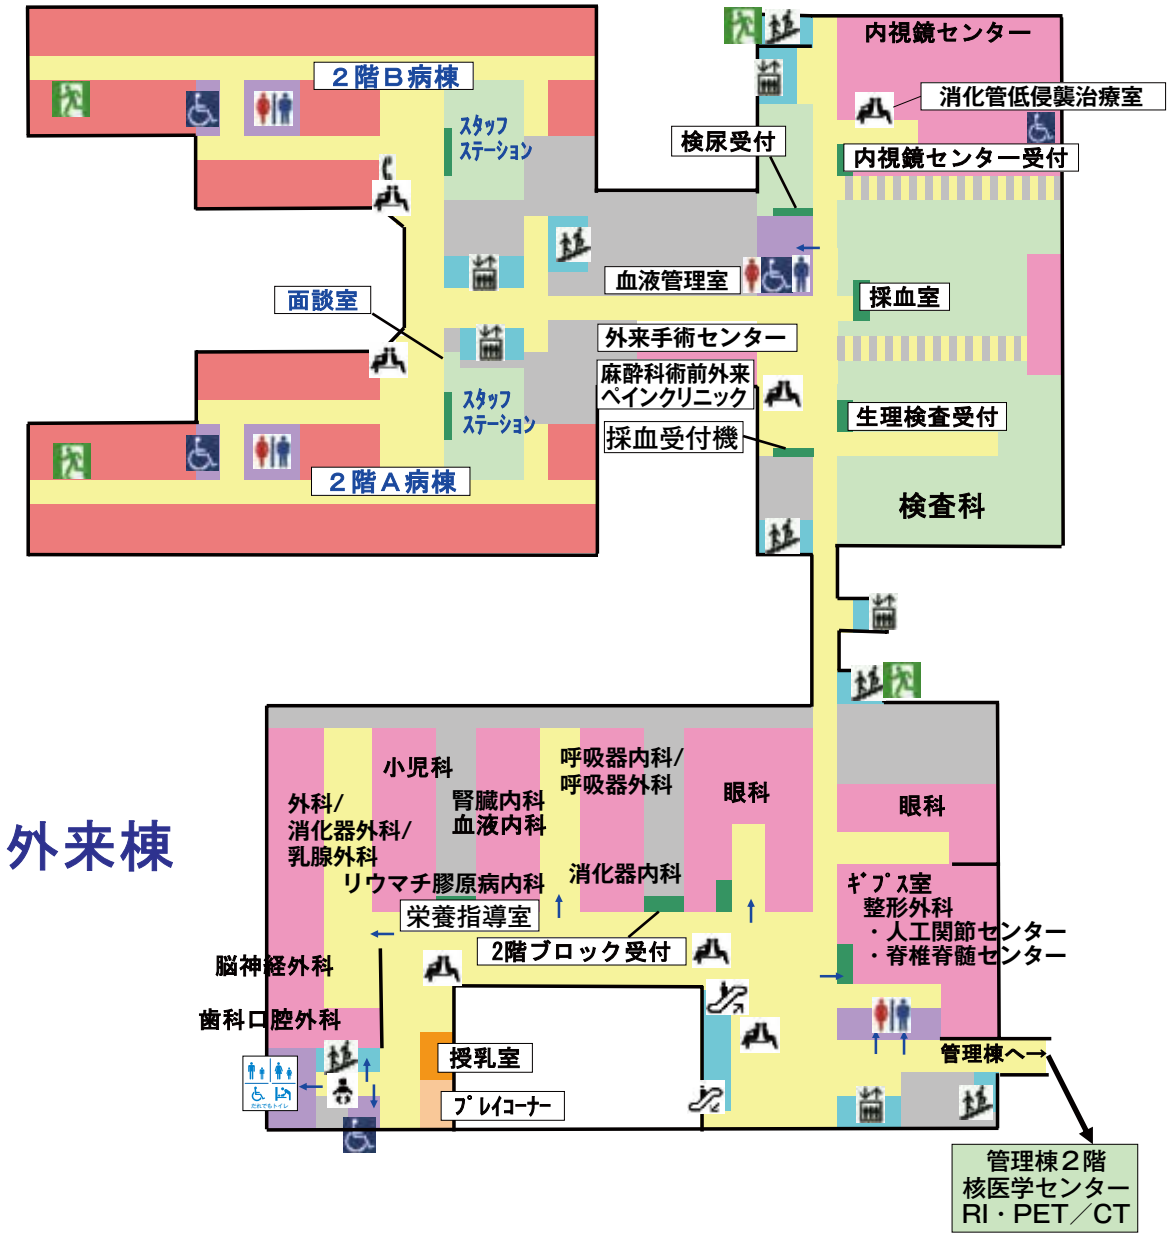 内視鏡センター
２階Ｂ病棟
消化管低侵襲治療室
スタッフ
ステーション
検尿受付
内視鏡センター受付
血液管理室
面談室
採血室
外来手術センター
麻酔科術前外来
ペインクリニック
スタッフ
ステーション
生理検査受付
採血受付機
２階Ａ病棟
検査科
小児科
呼吸器内科/
呼吸器外科
眼科
外科/
消化器外科/
乳腺外科
腎臓内科
血液内科
眼科
外来棟
リウマチ膠原病内科
消化器内科
ｷﾞﾌﾟｽ室
整形外科
・人工関節センター
・脊椎脊髄センター
栄養指導室
2階ブロック受付
脳神経外科
歯科口腔外科
授乳室
管理棟へ→
だれでもトイレ
ﾌﾟﾚｲｺｰﾅｰ
管理棟２階
核医学センター
RI・PET／CT